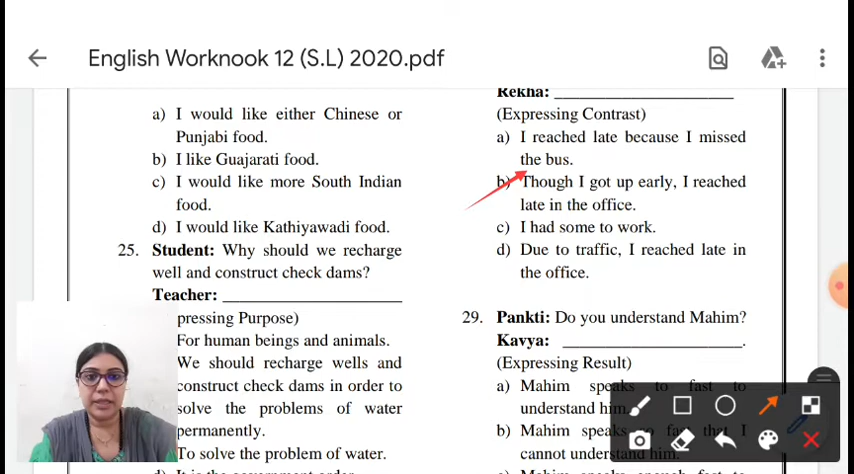 English Worknook 12 (S.L) 2020.pdf
a) I would like either Chinese or
Punjabi food.
b) I like Guajarati food.
c) I would like more South Indian
food.
d) I would like Kathiyawadi food.
25. Student: Why should we recharge
well and construct check dams?
Teacher: ____________________
pressing Purpose)
For human beings and animals.
We should recharge wells and
construct check dams in order to
solve the problems of water
permanently.
To solve the problem of water.
Rekha: ____________________
(Expressing Contrast)
a) I reached late because I missed
the bus.
b) Though I got up early, I reached
late in the office.
c) I had some to work.
d) Due to traffic, I reached late in
the office.
29. Pankti: Do you understand Mahim?
Kavya: ____________________.
(Expressing Result)
a) Mahim speaks to fast to
understand him.
b) Mahim speaks so fast that I
cannot understand him.